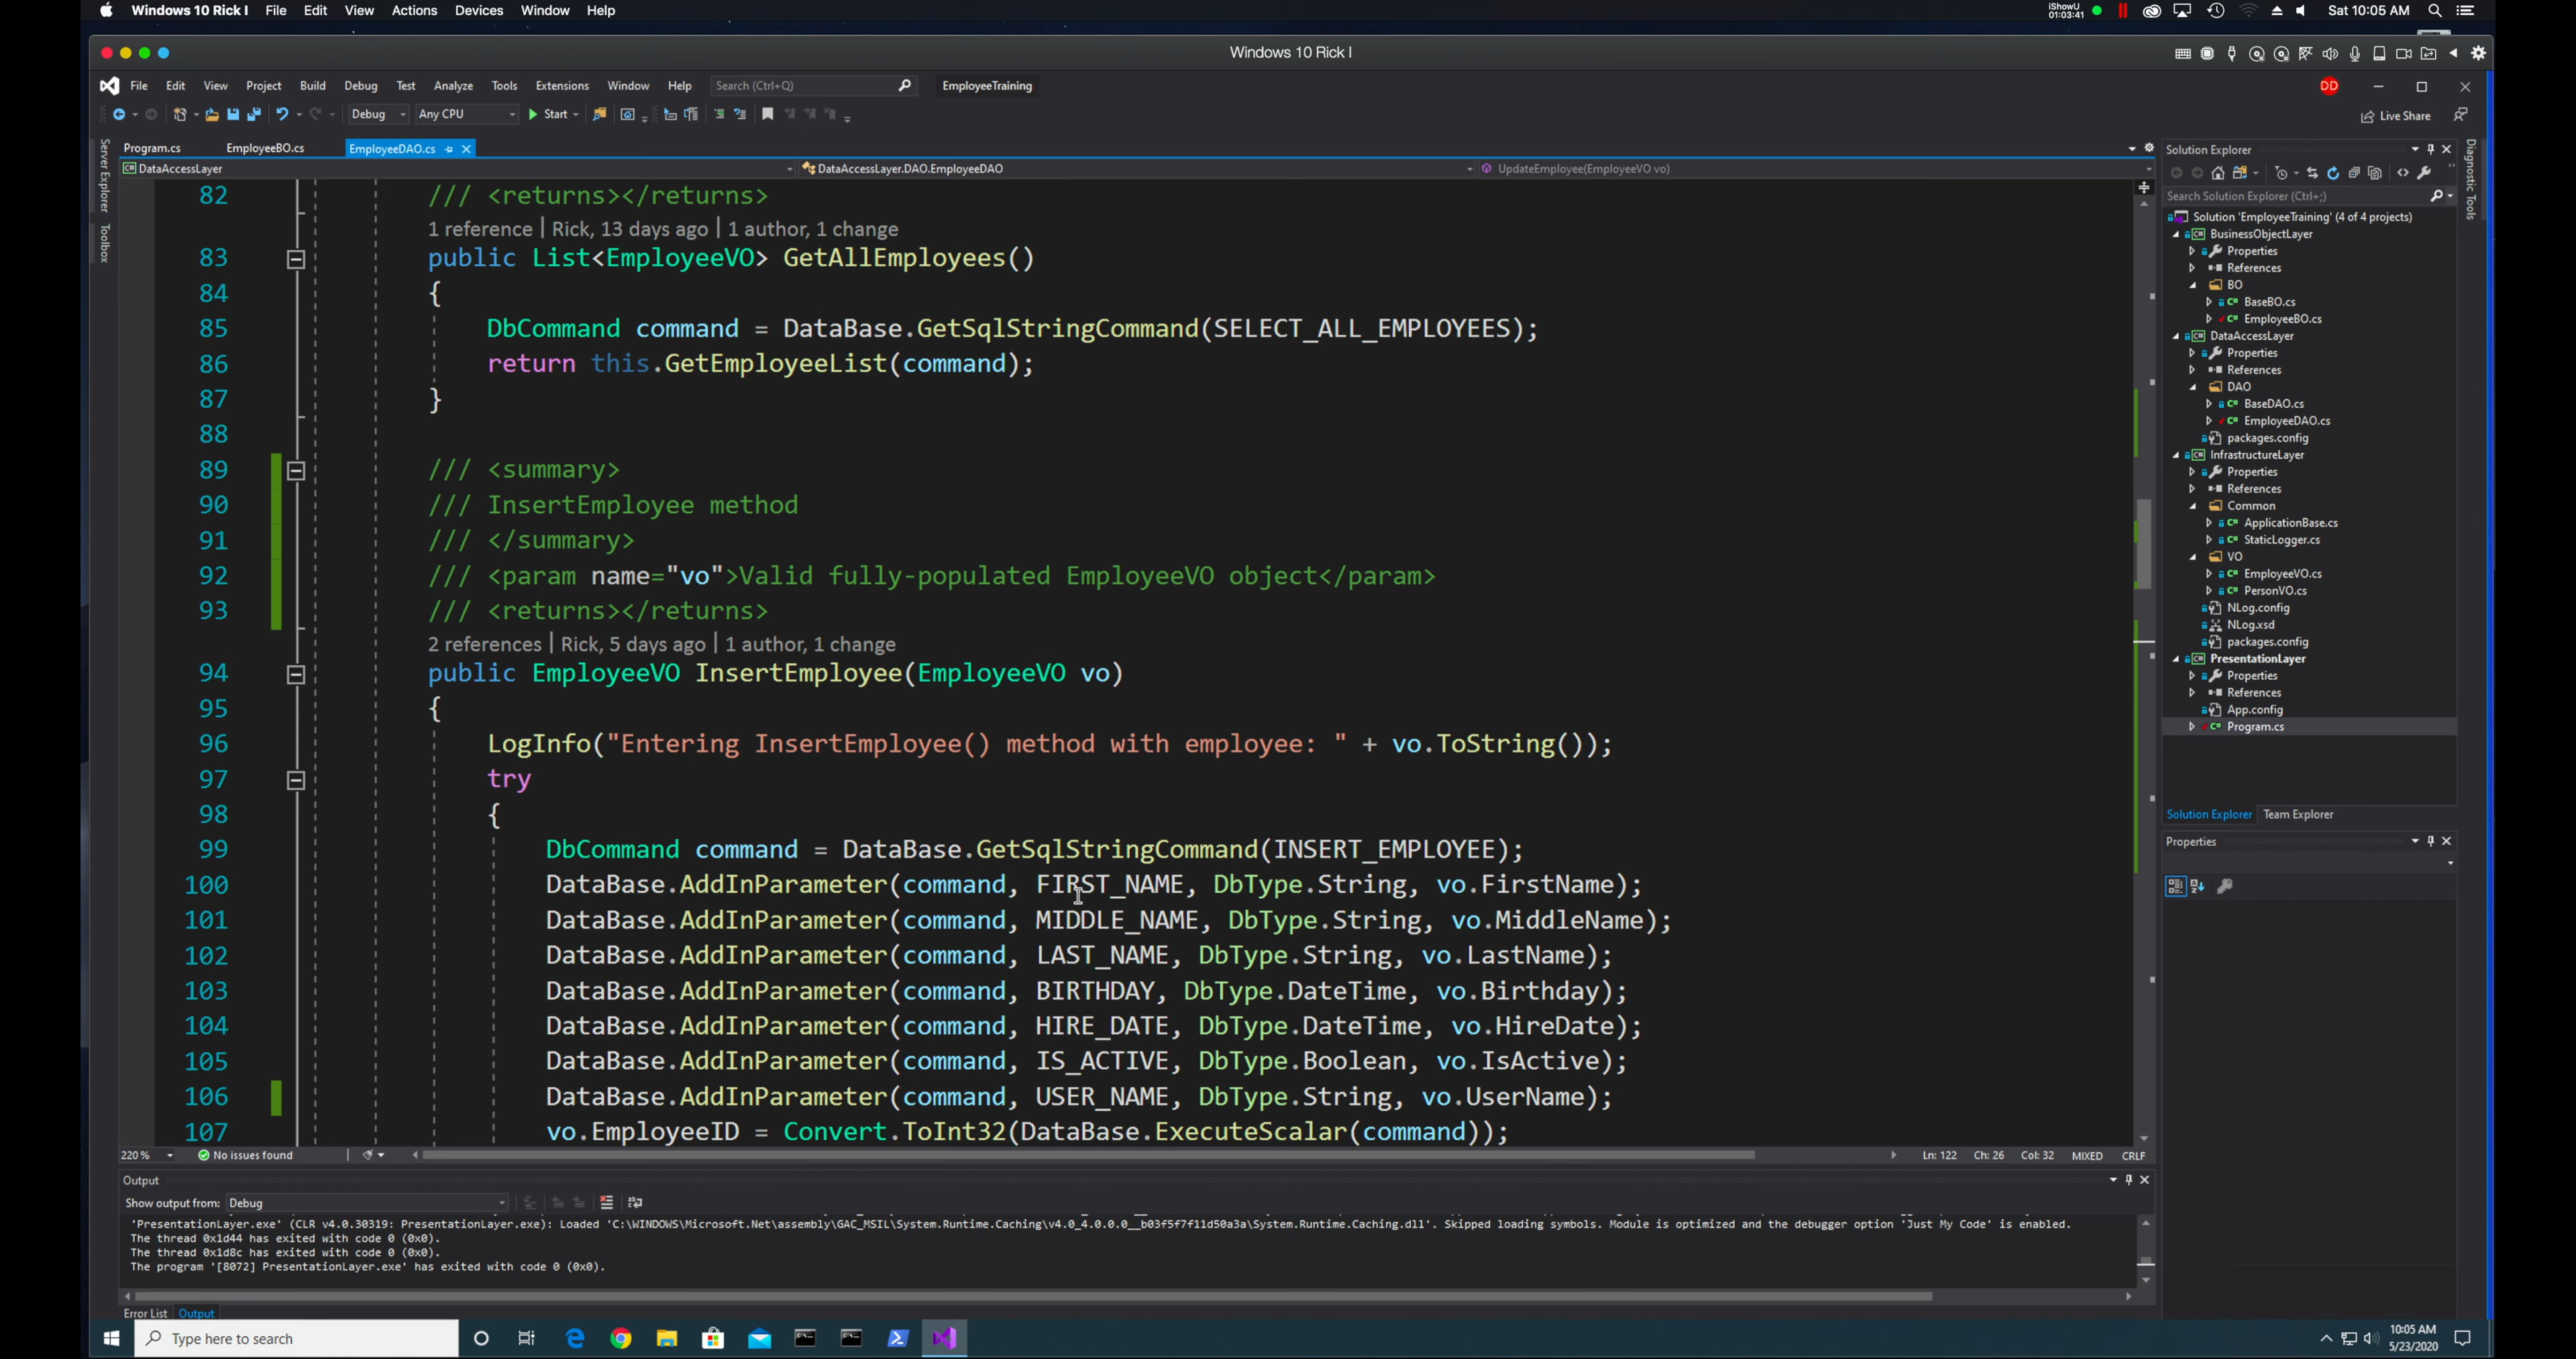 Windows 10 Rick I File Edit View Actions Devices Window Help
iShowU
01:03:41
Sat 10:05 AM
Windows 10 Rick I
File Edit View Project Build Debug Test Analyze Tools Extensions Window Help Search (Ctrl+Q) EmployeeTraining DD
Debug Any CPU Start Live Share
Program.cs EmployeeBO.cs EmployeeDAO.cs
DataAccessLayer DataAccessLayer.DAO.EmployeeDAO UpdateEmployee(EmployeeVO vo)
Server Explorer
Toolbox
82 /// <returns></returns>
1 reference | Rick, 13 days ago | 1 author, 1 change
83 public List<EmployeeVO> GetAllEmployees()
84 {
85 DbCommand command = DataBase.GetSqlStringCommand(SELECT_ALL_EMPLOYEES);
86 return this.GetEmployeeList(command);
87 }
88
89 /// <summary>
90 /// InsertEmployee method
91 /// </summary>
92 /// <param name="vo">Valid fully-populated EmployeeVO object</param>
93 /// <returns></returns>
2 references | Rick, 5 days ago | 1 author, 1 change
94 public EmployeeVO InsertEmployee(EmployeeVO vo)
95 {
96 LogInfo("Entering InsertEmployee() method with employee: " + vo.ToString());
97 try
98 {
99 DbCommand command = DataBase.GetSqlStringCommand(INSERT_EMPLOYEE);
100 DataBase.AddInParameter(command, FIRST_NAME, DbType.String, vo.FirstName);
101 DataBase.AddInParameter(command, MIDDLE_NAME, DbType.String, vo.MiddleName);
102 DataBase.AddInParameter(command, LAST_NAME, DbType.String, vo.LastName);
103 DataBase.AddInParameter(command, BIRTHDAY, DbType.DateTime, vo.Birthday);
104 DataBase.AddInParameter(command, HIRE_DATE, DbType.DateTime, vo.HireDate);
105 DataBase.AddInParameter(command, IS_ACTIVE, DbType.Boolean, vo.IsActive);
106 DataBase.AddInParameter(command, USER_NAME, DbType.String, vo.UserName);
107 vo.EmployeeID = Convert.ToInt32(DataBase.ExecuteScalar(command));
220 % No issues found Ln: 122 Ch: 26 Col: 32 MIXED CRLF
Output
Show output from: Debug
'PresentationLayer.exe' (CLR v4.0.30319: PresentationLayer.exe): Loaded 'C:\WINDOWS\Microsoft.Net\assembly\GAC_MSIL\System.Runtime.Caching\v4.0_4.0.0.0__b03f5f7f11d50a3a\System.Runtime.Caching.dll'. Skipped loading symbols. Module is optimized and the debugger option 'Just My Code' is enabled.
The thread 0x1d44 has exited with code 0 (0x0).
The thread 0x1d8c has exited with code 0 (0x0).
The program '[8072] PresentationLayer.exe' has exited with code 0 (0x0).
Error List Output
Solution Explorer
Search Solution Explorer (Ctrl+;)
Solution 'EmployeeTraining' (4 of 4 projects)
BusinessObjectLayer
Properties
References
BO
BaseBO.cs
EmployeeBO.cs
DataAccessLayer
Properties
References
DAO
BaseDAO.cs
EmployeeDAO.cs
packages.config
InfrastructureLayer
Properties
References
Common
ApplicationBase.cs
StaticLogger.cs
VO
EmployeeVO.cs
PersonVO.cs
NLog.config
NLog.xsd
packages.config
PresentationLayer
Properties
References
App.config
Program.cs
Solution Explorer Team Explorer
Properties
Diagnostic Tools
Type here to search
10:05 AM
5/23/2020